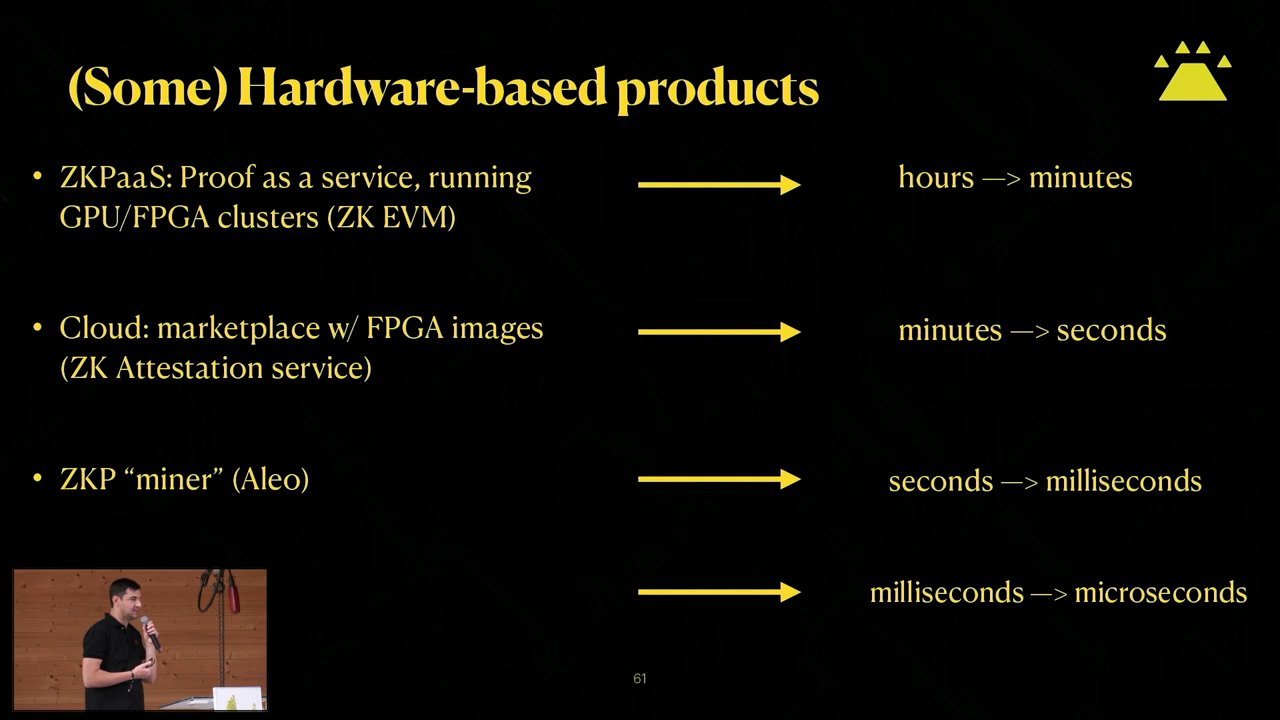 (Some) Hardware-based products
• ZKPaaS: Proof as a service, running
GPU/FPGA clusters (ZK EVM)
hours —> minutes
• Cloud: marketplace w/ FPGA images
(ZK Attestation service)
minutes —> seconds
• ZKP “miner” (Aleo)
seconds —> milliseconds
milliseconds —> microseconds
61